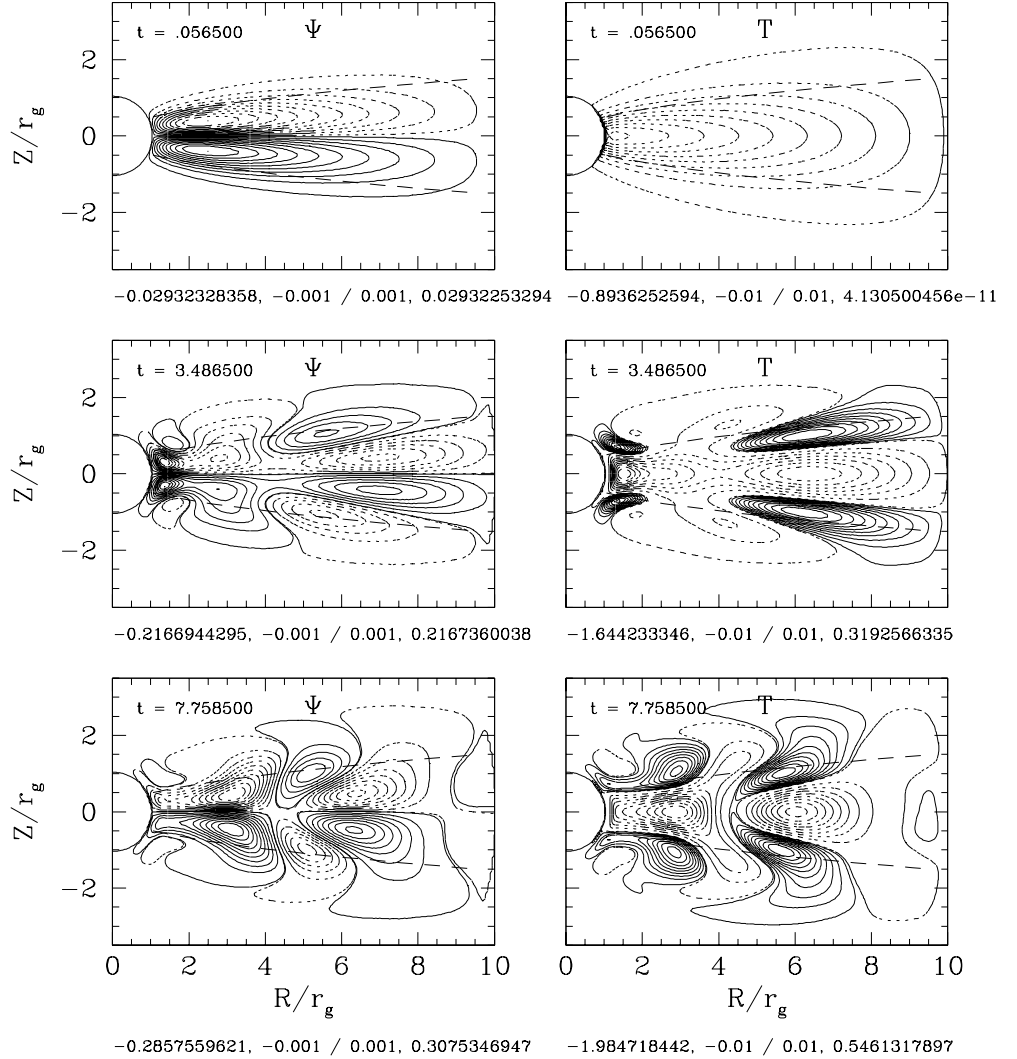 t = .056500 Ψ
t = .056500 T
2
0
−2
Z/r_g
−0.02932328358, −0.001 / 0.001, 0.02932253294
−0.8936252594, −0.01 / 0.01, 4.130500456e−11
t = 3.486500 Ψ
t = 3.486500 T
2
0
−2
Z/r_g
−0.2166944295, −0.001 / 0.001, 0.2167360038
−1.644233346, −0.01 / 0.01, 0.3192566335
t = 7.758500 Ψ
t = 7.758500 T
2
0
−2
Z/r_g
0 2 4 6 8 10
0 2 4 6 8 10
R/r_g
R/r_g
−0.2857559621, −0.001 / 0.001, 0.3075346947
−1.984718442, −0.01 / 0.01, 0.5461317897